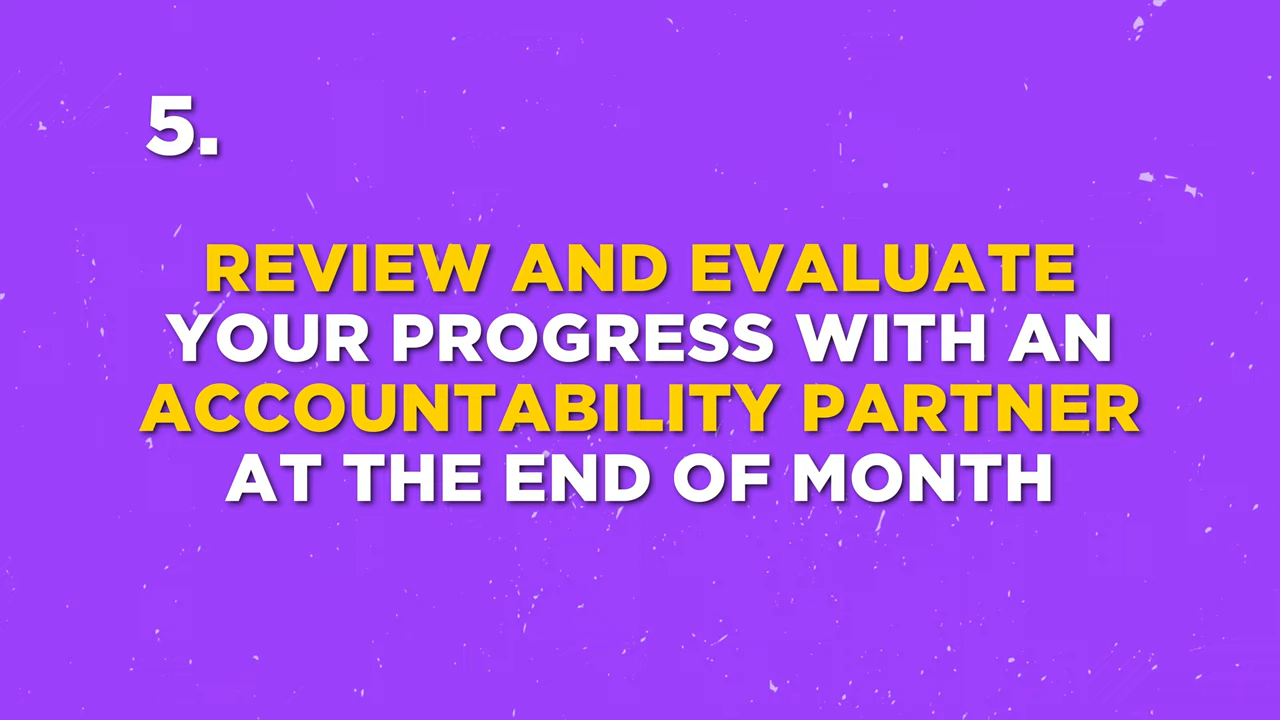 5.
REVIEW AND EVALUATE
YOUR PROGRESS WITH AN
ACCOUNTABILITY PARTNER
AT THE END OF MONTH